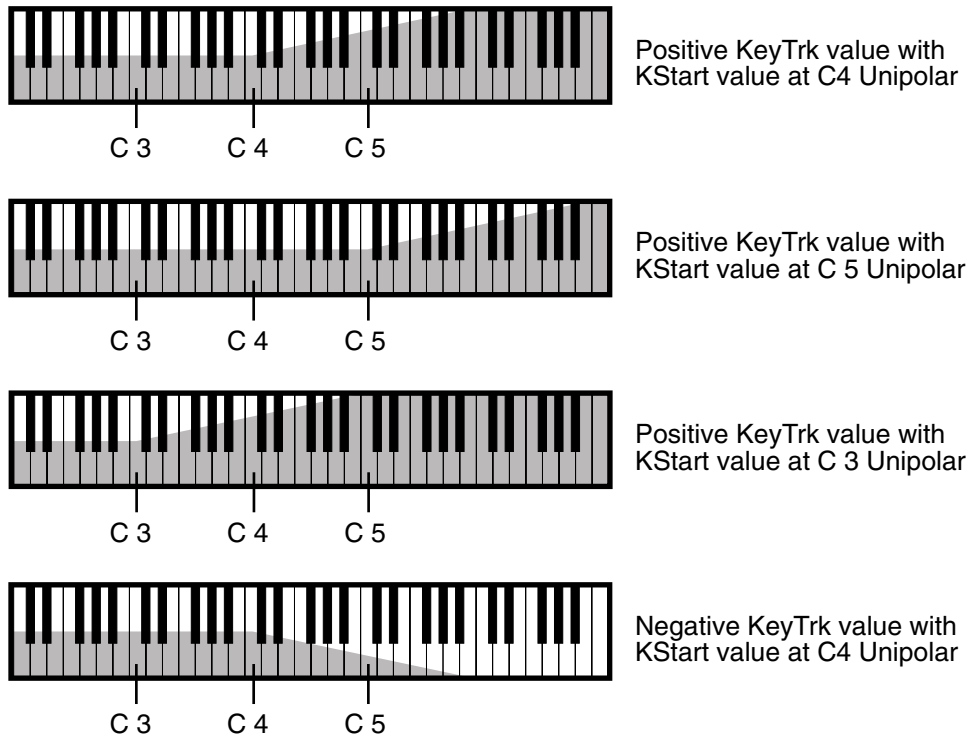 Positive KeyTrk value with
KStart value at C4 Unipolar
C 3 C 4 C 5
Positive KeyTrk value with
KStart value at C 5 Unipolar
C 3 C 4 C 5
Positive KeyTrk value with
KStart value at C 3 Unipolar
C 3 C 4 C 5
Negative KeyTrk value with
KStart value at C4 Unipolar
C 3 C 4 C 5